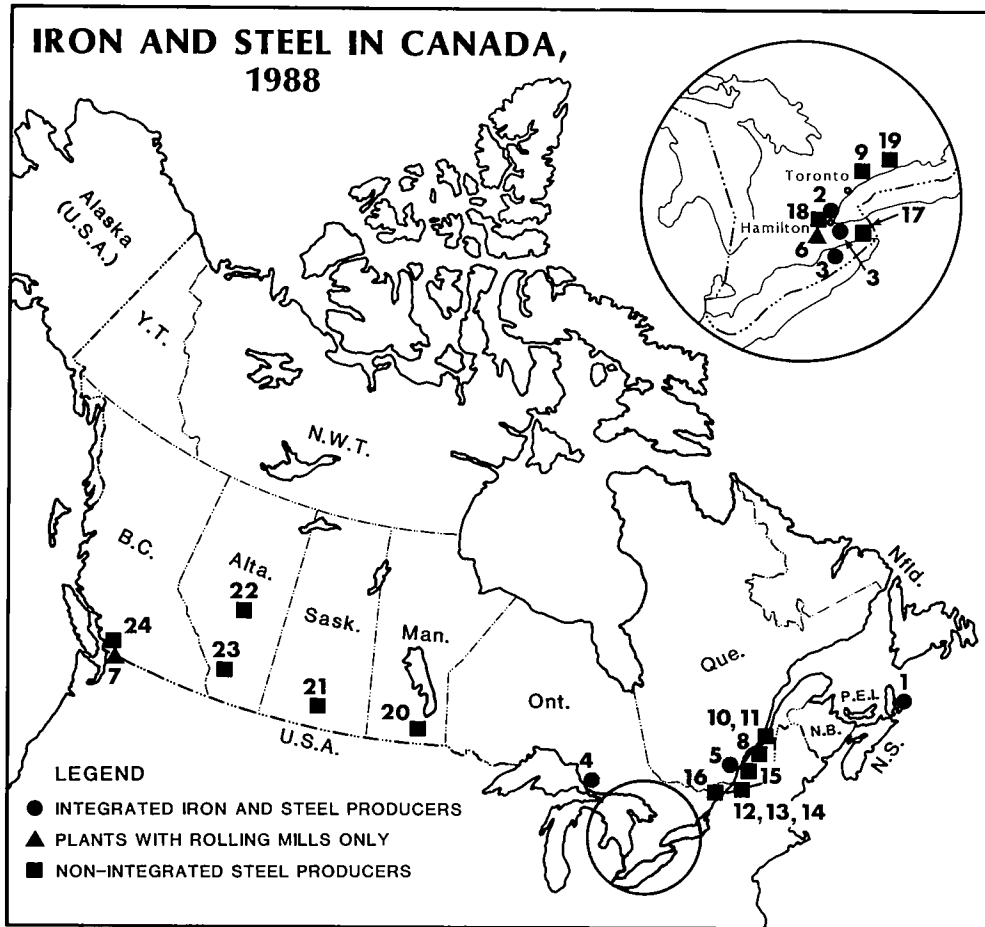 IRON AND STEEL IN CANADA,
1988
Alaska
(U.S.A.)
Y.T.
N.W.T.
B.C.
Alta.
Sask.
Man.
Ont.
Que.
Nfld.
P.E.I.
N.B.
N.S.
U.S.A.
19
9
Toronto
2
18
17
Hamilton
6
3
3
22
24
23
7
21
20
1
10, 11
8
4
5
16
15
12, 13, 14
LEGEND
INTEGRATED IRON AND STEEL PRODUCERS
PLANTS WITH ROLLING MILLS ONLY
NON-INTEGRATED STEEL PRODUCERS